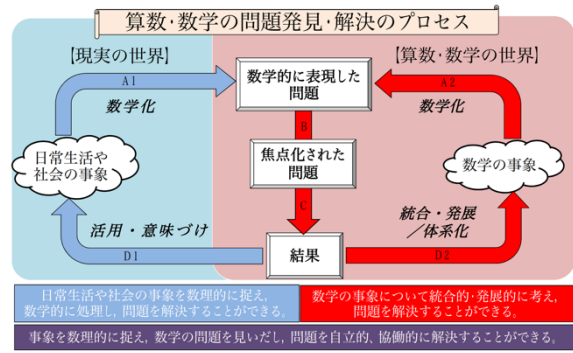 算数・数学の問題発見・解決のプロセス
【現実の世界】
【算数・数学の世界】
A1
数学的に表現した
問題
A2
数学化
数学化
B
日常生活や
社会の事象
焦点化された
問題
数学の事象
C
活用・意味づけ
統合・発展
／体系化
D1
結果
D2
日常生活や社会の事象を数理的に捉え,
数学的に処理し, 問題を解決することができる。
数学の事象について統合的・発展的に考え,
問題を解決することができる。
事象を数理的に捉え, 数学の問題を見いだし, 問題を自立的、協働的に解決することができる。